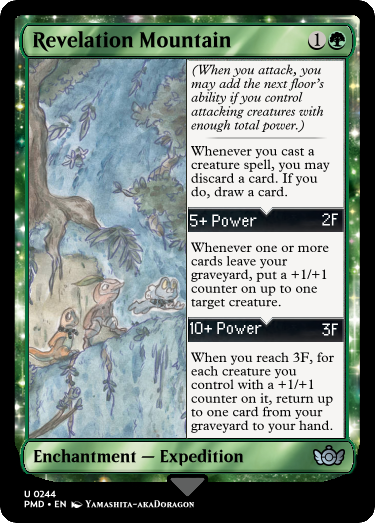 Revelation Mountain 1
(When you attack, you
may add the next floor's
ability if you control
attacking creatures with
enough total power.)
Whenever you cast a
creature spell, you may
discard a card. If you
do, draw a card.
5+ Power 2F
Whenever one or more
cards leave your
graveyard, put a +1/+1
counter on up to one
target creature.
10+ Power 3F
When you reach 3F, for
each creature you
control with a +1/+1
counter on it, return up
to one card from your
graveyard to your hand.
Enchantment — Expedition
U 0244
PMD • EN Yamashita-akaDoragon